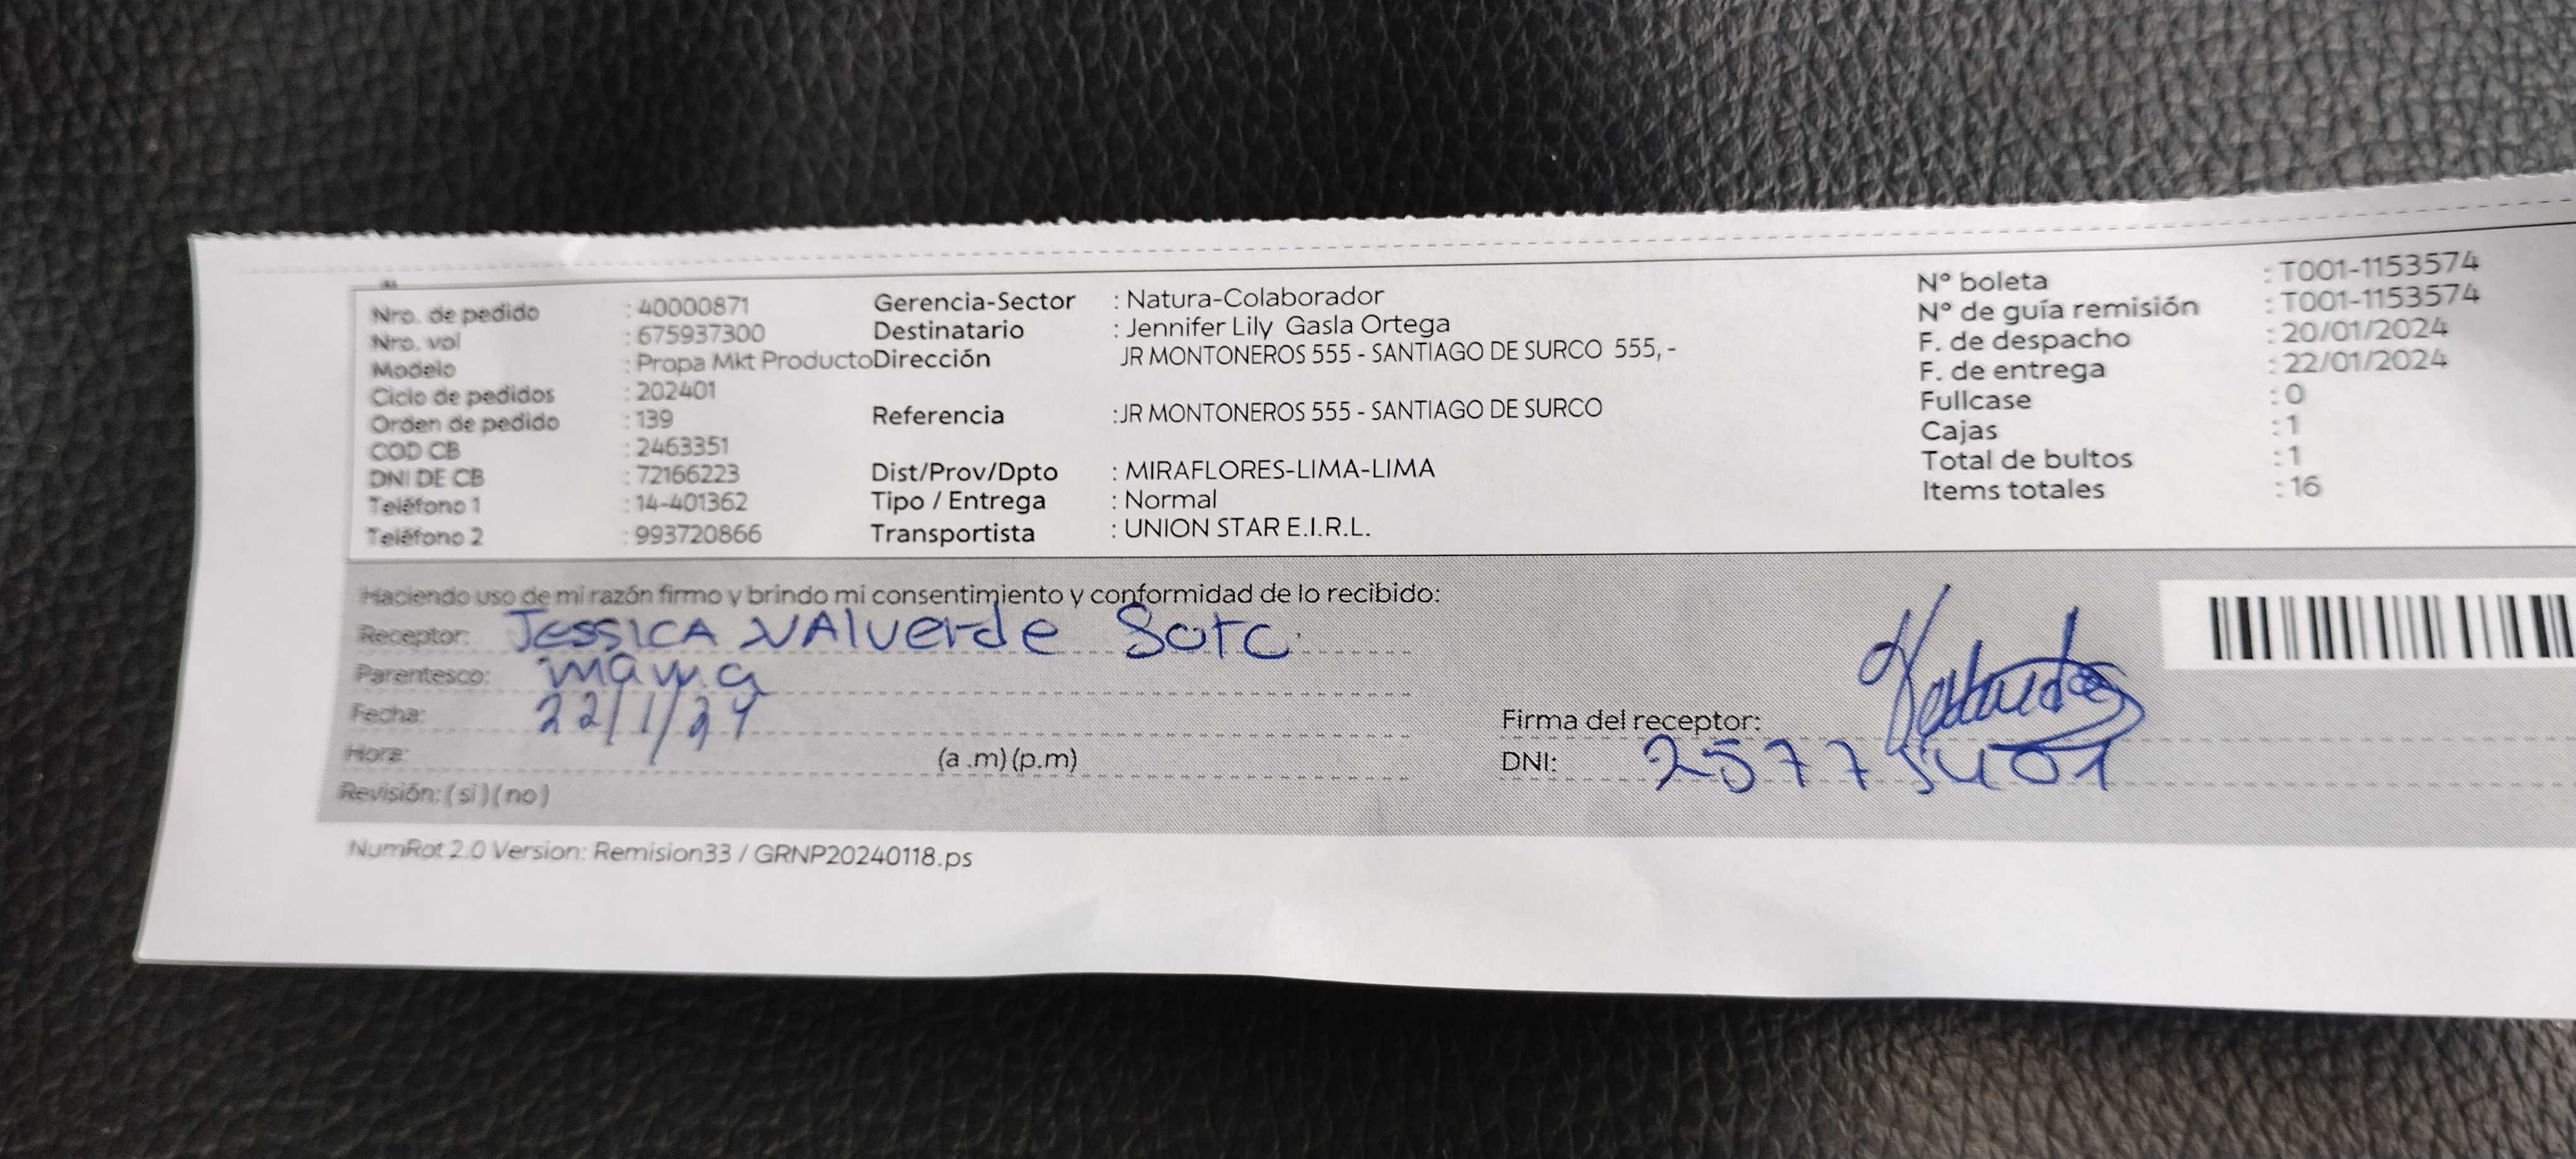 Nro. de pedido : 40000871 Gerencia-Sector : Natura-Colaborador Nº boleta : T001-1153574
Nro. vol : 675937300 Destinatario : Jennifer Lily Gasla Ortega Nº de guía remisión : T001-1153574
Modelo : Propa Mkt Producto Dirección JR MONTONEROS 555 - SANTIAGO DE SURCO 555, - F. de despacho : 20/01/2024
Ciclo de pedidos : 202401 F. de entrega : 22/01/2024
Orden de pedido : 139 Referencia :JR MONTONEROS 555 - SANTIAGO DE SURCO Fullcase : 0
COD CB : 2463351 Cajas : 1
DNI DE CB : 72166223 Dist/Prov/Dpto : MIRAFLORES-LIMA-LIMA Total de bultos : 1
Teléfono 1 : 14-401362 Tipo / Entrega : Normal Items totales : 16
Teléfono 2 : 993720866 Transportista : UNION STAR E.I.R.L.
Haciendo uso de mi razón firmo y brindo mi consentimiento y conformidad de lo recibido:
Receptor: JESSICA VALverde
Parentesco:
Fecha: 22/1/24 Firma del receptor:
Hora: (a .m) (p.m) DNI:
Revisión: ( si ) ( no )
NumRot 2.0 Version: Remision33 / GRNP20240118.ps